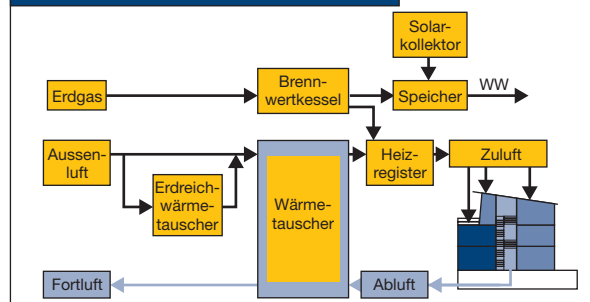 Solar-
kollektor
Erdgas
Brenn-
wertkessel
Speicher
WW
Aussen-
luft
Erdreich-
wärme-
tauscher
Wärme-
tauscher
Heiz-
register
Zuluft
Fortluft
Abluft